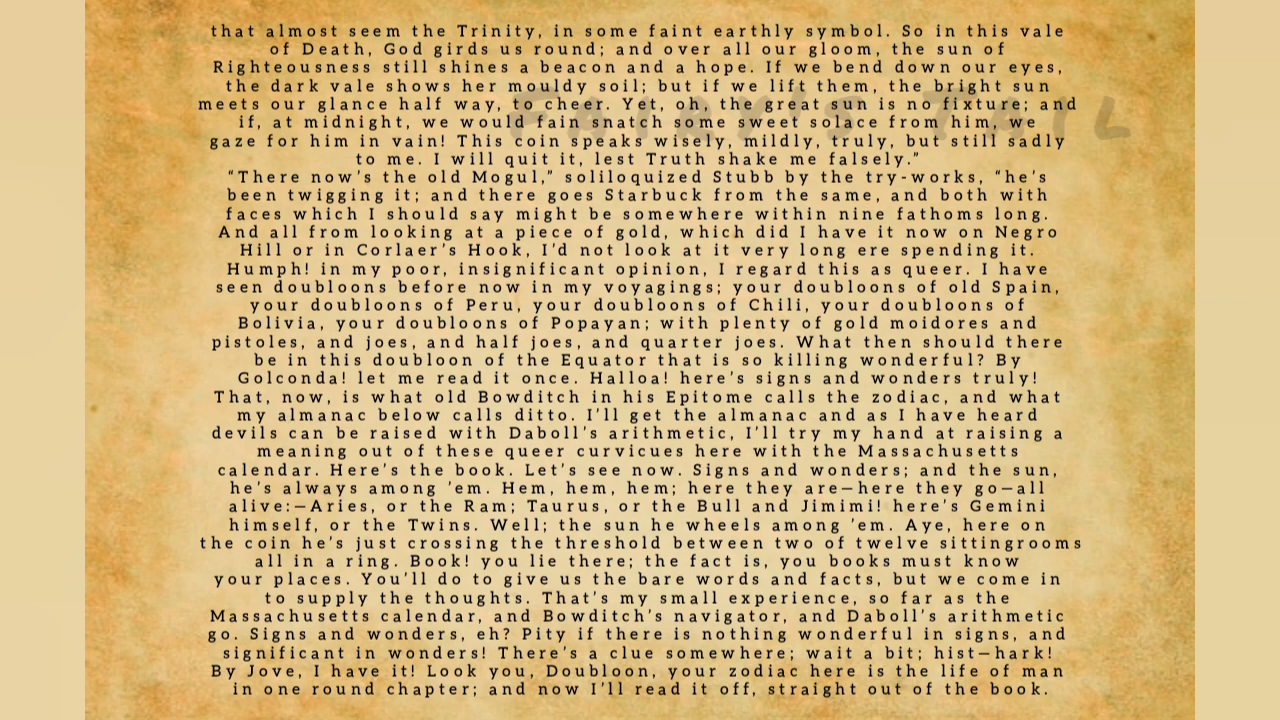 that almost seem the Trinity, in some faint earthly symbol. So in this vale
of Death, God girds us round; and over all our gloom, the sun of
Righteousness still shines a beacon and a hope. If we bend down our eyes,
the dark vale shows her mouldy soil; but if we lift them, the bright sun
meets our glance half way, to cheer. Yet, oh, the great sun is no fixture; and
if, at midnight, we would fain snatch some sweet solace from him, we
gaze for him in vain! This coin speaks wisely, mildly, truly, but still sadly
to me. I will quit it, lest Truth shake me falsely.”
“There now’s the old Mogul,” soliloquized Stubb by the try-works, “he’s
been twigging it; and there goes Starbuck from the same, and both with
faces which I should say might be somewhere within nine fathoms long.
And all from looking at a piece of gold, which did I have it now on Negro
Hill or in Corlaer’s Hook, I’d not look at it very long ere spending it.
Humph! in my poor, insignificant opinion, I regard this as queer. I have
seen doubloons before now in my voyagings; your doubloons of old Spain,
your doubloons of Peru, your doubloons of Chili, your doubloons of
Bolivia, your doubloons of Popayan; with plenty of gold moidores and
pistoles, and joes, and half joes, and quarter joes. What then should there
be in this doubloon of the Equator that is so killing wonderful? By
Golconda! let me read it once. Halloa! here’s signs and wonders truly!
That, now, is what old Bowditch in his Epitome calls the zodiac, and what
my almanac below calls ditto. I’ll get the almanac and as I have heard
devils can be raised with Daboll’s arithmetic, I’ll try my hand at raising a
meaning out of these queer curvicues here with the Massachusetts
calendar. Here’s the book. Let’s see now. Signs and wonders; and the sun,
he’s always among ’em. Hem, hem, hem; here they are—here they go—all
alive:—Aries, or the Ram; Taurus, or the Bull and Jimimi! here’s Gemini
himself, or the Twins. Well; the sun he wheels among ’em. Aye, here on
the coin he’s just crossing the threshold between two of twelve sittingrooms
all in a ring. Book! you lie there; the fact is, you books must know
your places. You’ll do to give us the bare words and facts, but we come in
to supply the thoughts. That’s my small experience, so far as the
Massachusetts calendar, and Bowditch’s navigator, and Daboll’s arithmetic
go. Signs and wonders, eh? Pity if there is nothing wonderful in signs, and
significant in wonders! There’s a clue somewhere; wait a bit; hist—hark!
By Jove, I have it! Look you, Doubloon, your zodiac here is the life of man
in one round chapter; and now I’ll read it off, straight out of the book.